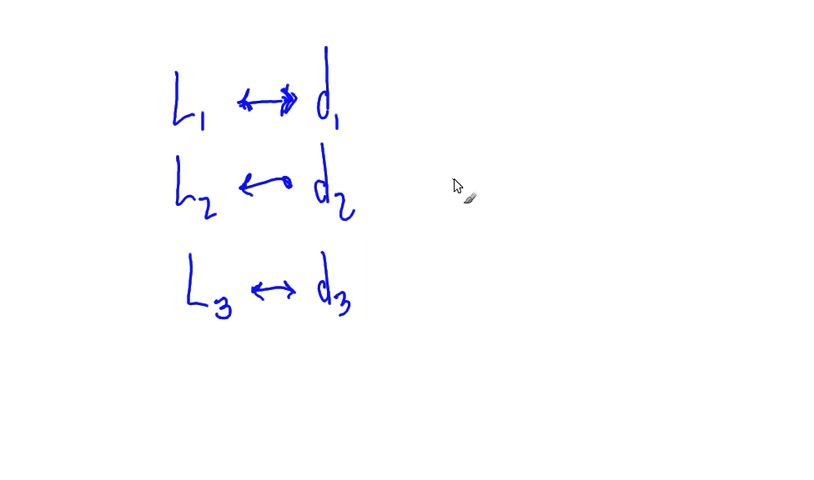 L₁ ↔ d₁
L₂ ← d₂
L₃ ↔ d₃